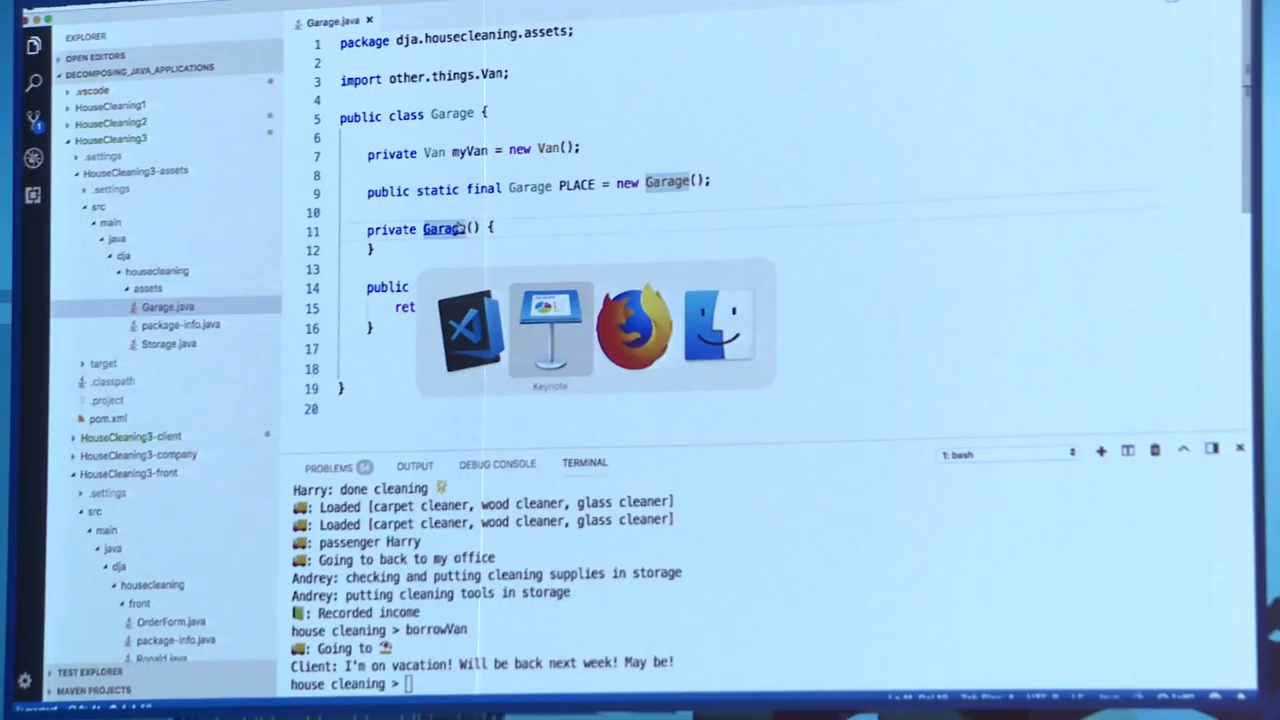 EXPLORER
OPEN EDITORS
DECOMPOSING_JAVA_APPLICATIONS
.vscode
HouseCleaning1
HouseCleaning2
HouseCleaning3
.settings
HouseCleaning3-assets
.settings
src
main
java
dja
housecleaning
assets
Garage.java
package-info.java
Storage.java
target
.classpath
.project
pom.xml
HouseCleaning3-client
HouseCleaning3-company
HouseCleaning3-front
.settings
src
main
java
dja
housecleaning
front
OrderForm.java
package-info.java
Ronald.java
TEST EXPLORER
MAVEN PROJECTS
1
Garage.java
1 package dja.housecleaning.assets;
2
3 import other.things.Van;
4
5 public class Garage {
6
7 private Van myVan = new Van();
8
9 public static final Garage PLACE = new Garage();
10
11 private Garage() {
12 }
13
14 public
15 ret
16 }
17
18
19 }
20
Keynote
PROBLEMS 64 OUTPUT DEBUG CONSOLE TERMINAL 1: bash
Harry: done cleaning
: Loaded [carpet cleaner, wood cleaner, glass cleaner]
: Loaded [carpet cleaner, wood cleaner, glass cleaner]
: passenger Harry
: Going to back to my office
Andrey: checking and putting cleaning supplies in storage
Andrey: putting cleaning tools in storage
: Recorded income
house cleaning > borrowVan
: Going to
Client: I'm on vacation! Will be back next week! May be!
house cleaning >